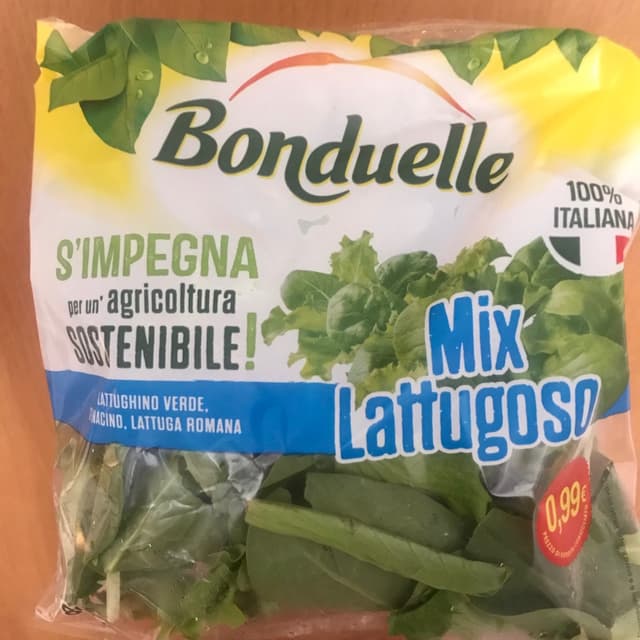 Bonduelle
100%
ITALIANA
S'IMPEGNA
per un' agricoltura
SOSTENIBILE!
Mix
Lattugoso
LATTUGHINO VERDE,
LATTUGA ROMANA
0,99€